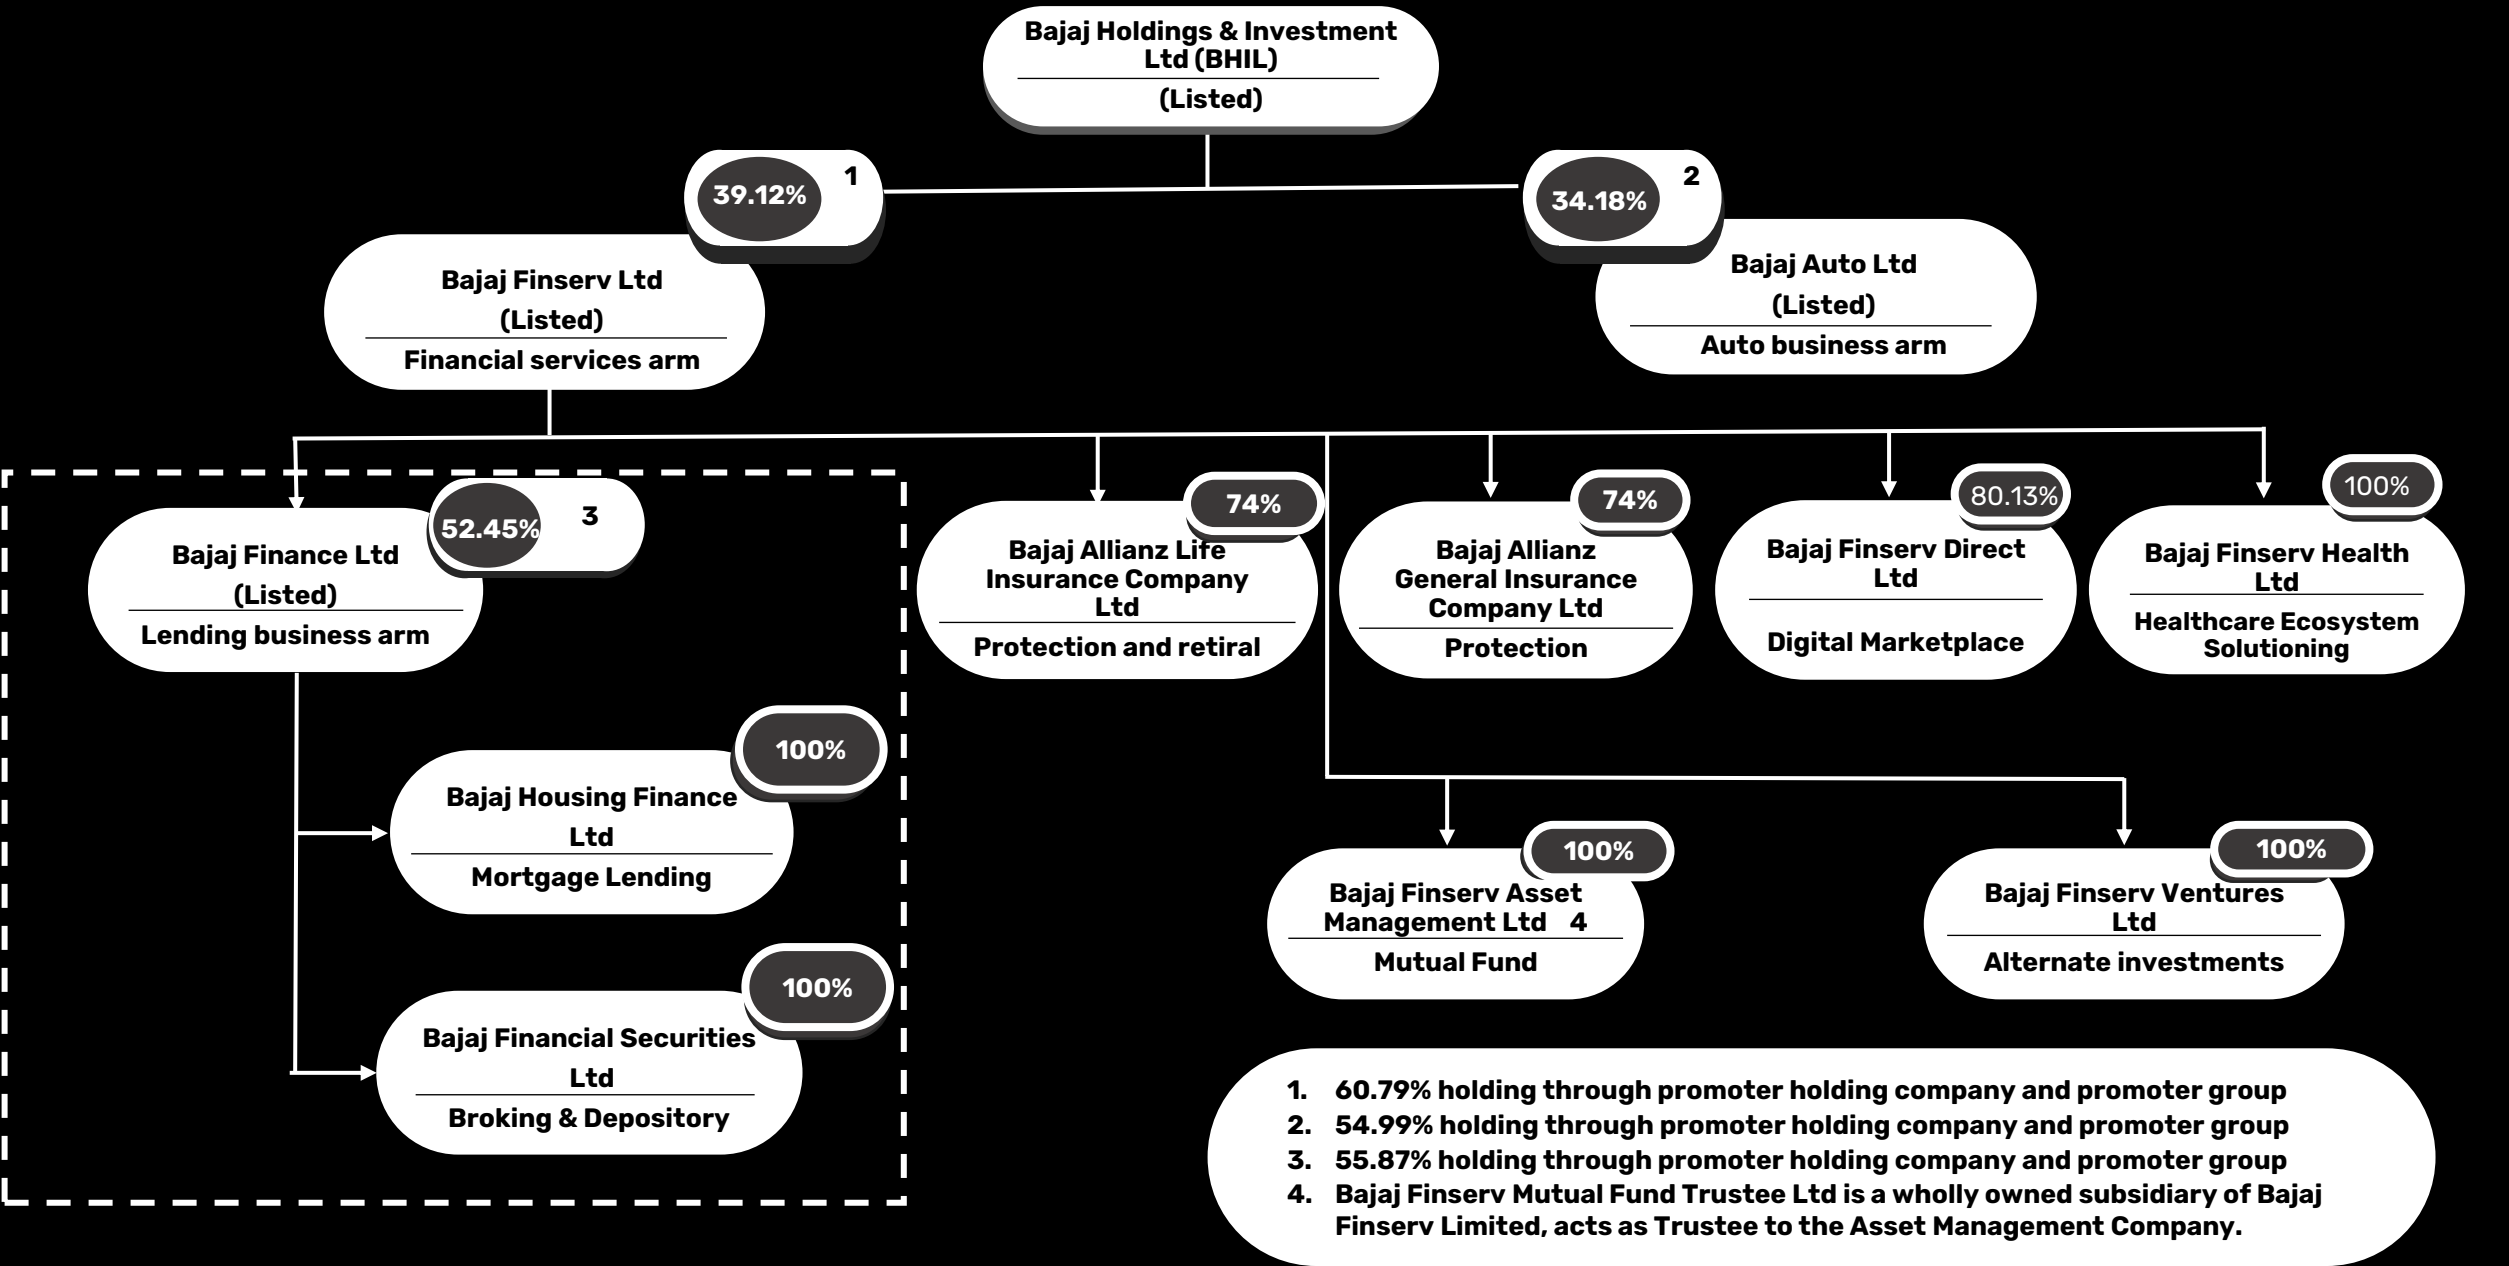 Bajaj Holdings & Investment
Ltd (BHIL)
(Listed)
39.12%
1
34.18%
2
Bajaj Finserv Ltd
(Listed)
Financial services arm
Bajaj Auto Ltd
(Listed)
Auto business arm
52.45%
3
Bajaj Finance Ltd
(Listed)
Lending business arm
74%
Bajaj Allianz Life
Insurance Company
Ltd
Protection and retiral
74%
Bajaj Allianz
General Insurance
Company Ltd
Protection
80.13%
Bajaj Finserv Direct
Ltd
Digital Marketplace
100%
Bajaj Finserv Health
Ltd
Healthcare Ecosystem
Solutioning
100%
Bajaj Housing Finance
Ltd
Mortgage Lending
100%
Bajaj Financial Securities
Ltd
Broking & Depository
100%
Bajaj Finserv Asset
Management Ltd 4
Mutual Fund
100%
Bajaj Finserv Ventures
Ltd
Alternate investments
1. 60.79% holding through promoter holding company and promoter group
2. 54.99% holding through promoter holding company and promoter group
3. 55.87% holding through promoter holding company and promoter group
4. Bajaj Finserv Mutual Fund Trustee Ltd is a wholly owned subsidiary of Bajaj
Finserv Limited, acts as Trustee to the Asset Management Company.